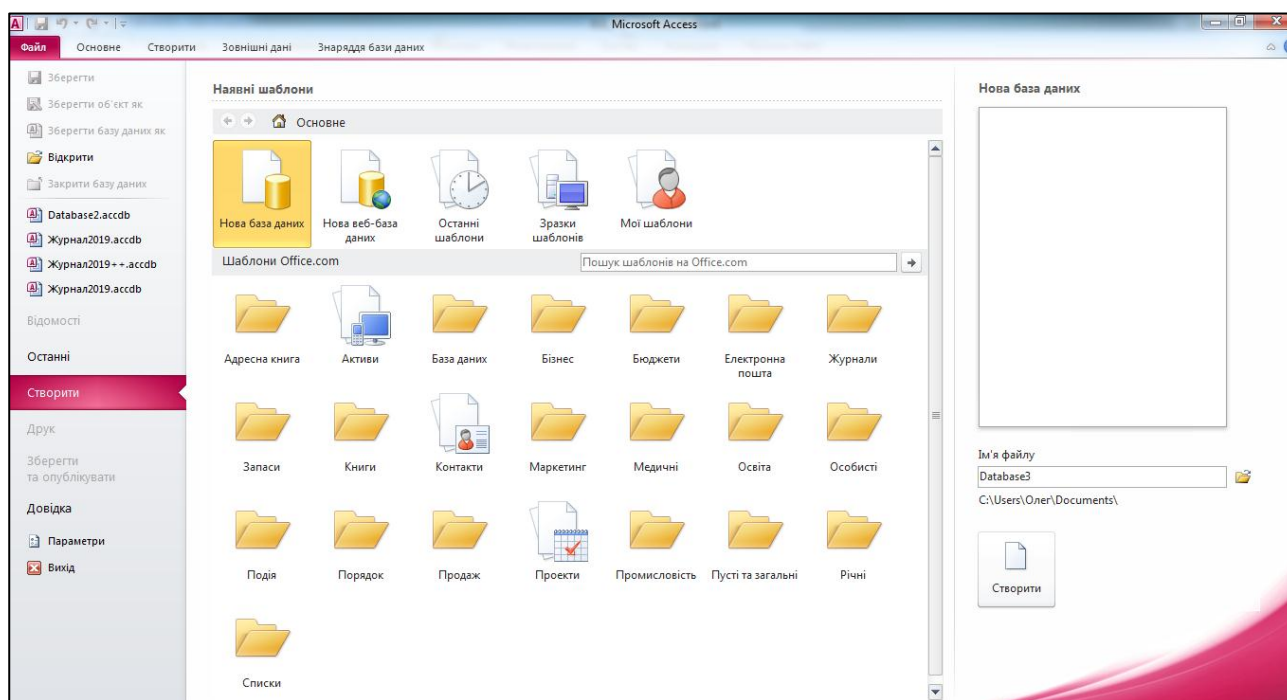 Microsoft Access
Файл Основне Створити Зовнішні дані Знаряддя бази даних
Зберегти
Зберегти об'єкт як
Зберегти базу даних як
Відкрити
Закрити базу даних
Database2.accdb
Журнал2019.accdb
Журнал2019++.accdb
Журнал2019.accdb
Відомості
Останні
Створити
Друк
Зберегти
та опублікувати
Довідка
Параметри
Вихід
Наявні шаблони
Основне
Нова база даних
Нова веб-база
даних
Останні
шаблони
Зразки
шаблонів
Мої шаблони
Шаблони Office.com
Пошук шаблонів на Office.com
Адресна книга
Активи
База даних
Бізнес
Бюджети
Електронна
пошта
Журнали
Запаси
Книги
Контакти
Маркетинг
Медичні
Освіта
Особисті
Подія
Порядок
Продаж
Проекти
Промисловість
Пусті та загальні
Річні
Списки
Нова база даних
Ім'я файлу
Database3
C:\Users\Олег\Documents\
Створити